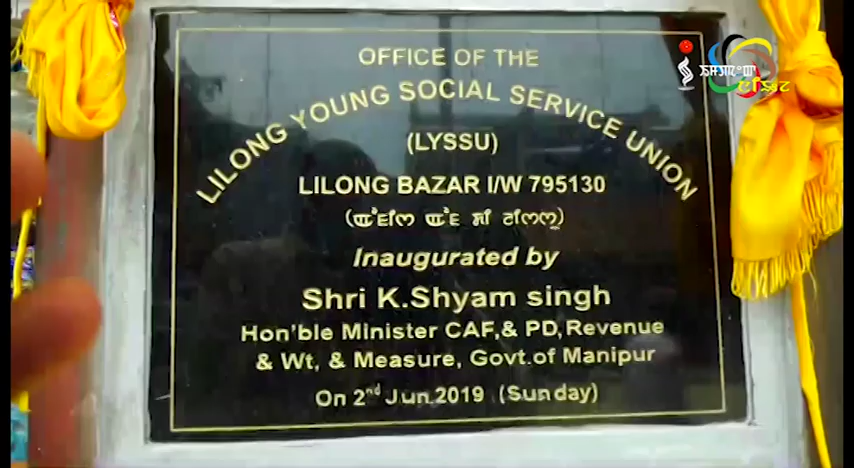 OFFICE OF THE
LILONG YOUNG SOCIAL SERVICE UNION
(LYSSU)
LILONG BAZAR I/W 795130
Inaugurated by
Shri K.Shyam singh
Hon'ble Minister CAF,& PD,Revenue
& Wt, & Measure, Govt.of Manipur
On 2nd Jun.2019 (Sunday)